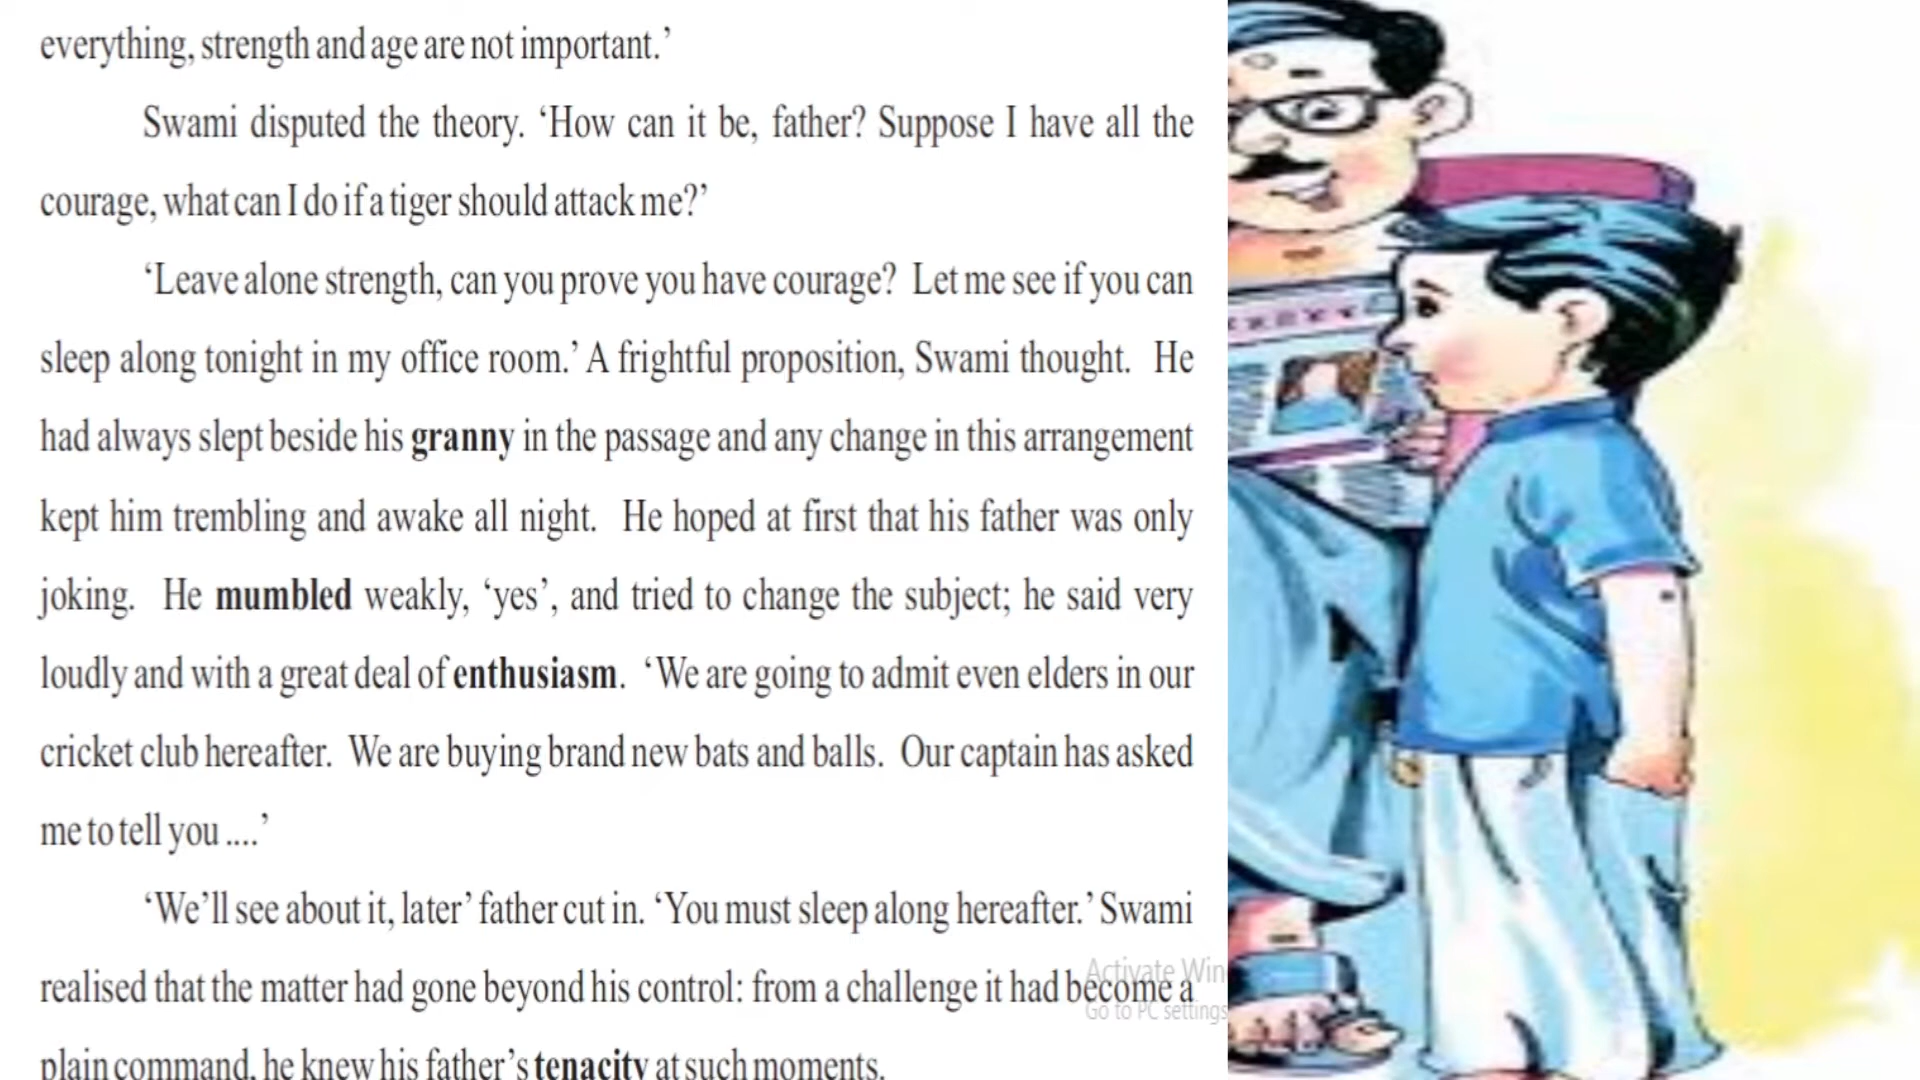 everything, strength and age are not important.’
Swami disputed the theory. ‘How can it be, father? Suppose I have all the
courage, what can I do if a tiger should attack me?’
‘Leave alone strength, can you prove you have courage? Let me see if you can
sleep along tonight in my office room.’ A frightful proposition, Swami thought. He
had always slept beside his granny in the passage and any change in this arrangement
kept him trembling and awake all night. He hoped at first that his father was only
joking. He mumbled weakly, ‘yes’, and tried to change the subject; he said very
loudly and with a great deal of enthusiasm. ‘We are going to admit even elders in our
cricket club hereafter. We are buying brand new bats and balls. Our captain has asked
me to tell you ....’
‘We’ll see about it, later’ father cut in. ‘You must sleep along hereafter.’ Swami
realised that the matter had gone beyond his control: from a challenge it had become a
plain command, he knew his father’s tenacity at such moments.
Activate Win
Go to PC settings